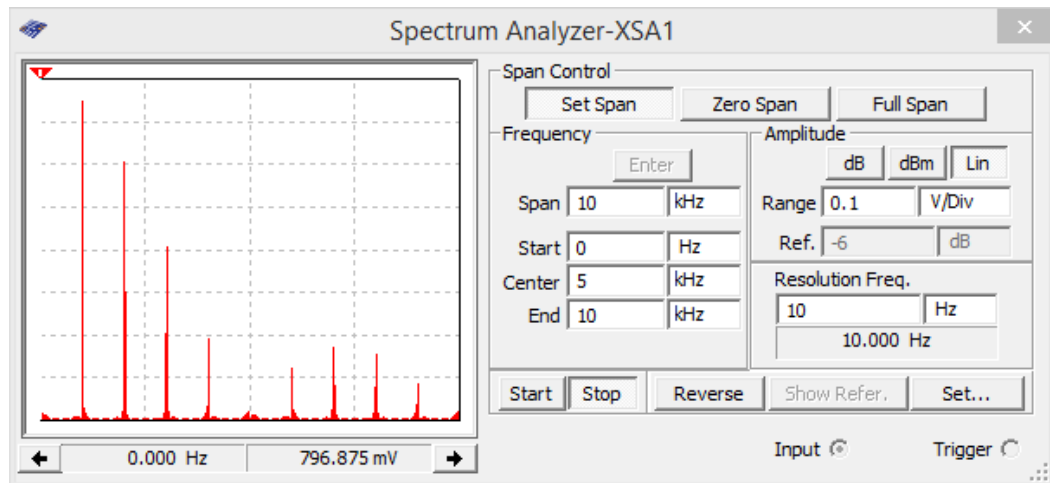 Spectrum Analyzer-XSA1
Span Control
Set Span Zero Span Full Span
Frequency
Enter
Span 10 kHz
Start 0 Hz
Center 5 kHz
End 10 kHz
Amplitude
dB dBm Lin
Range 0.1 V/Div
Ref. -6 dB
Resolution Freq.
10 Hz
10.000 Hz
Start Stop Reverse Show Refer. Set...
0.000 Hz 796.875 mV
Input Trigger